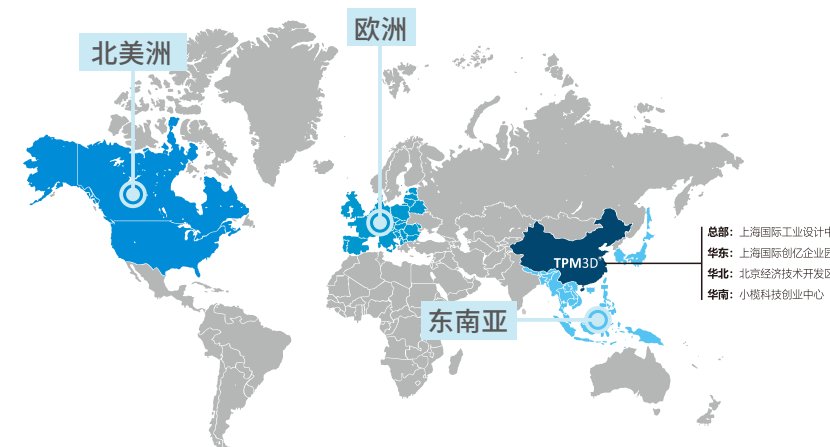 欧洲
北美洲
总部：上海国际工业设计中
华东：上海国际创亿企业园
TPM3D
华北：北京经济技术开发区
华南：小榄科技创业中心
东南亚